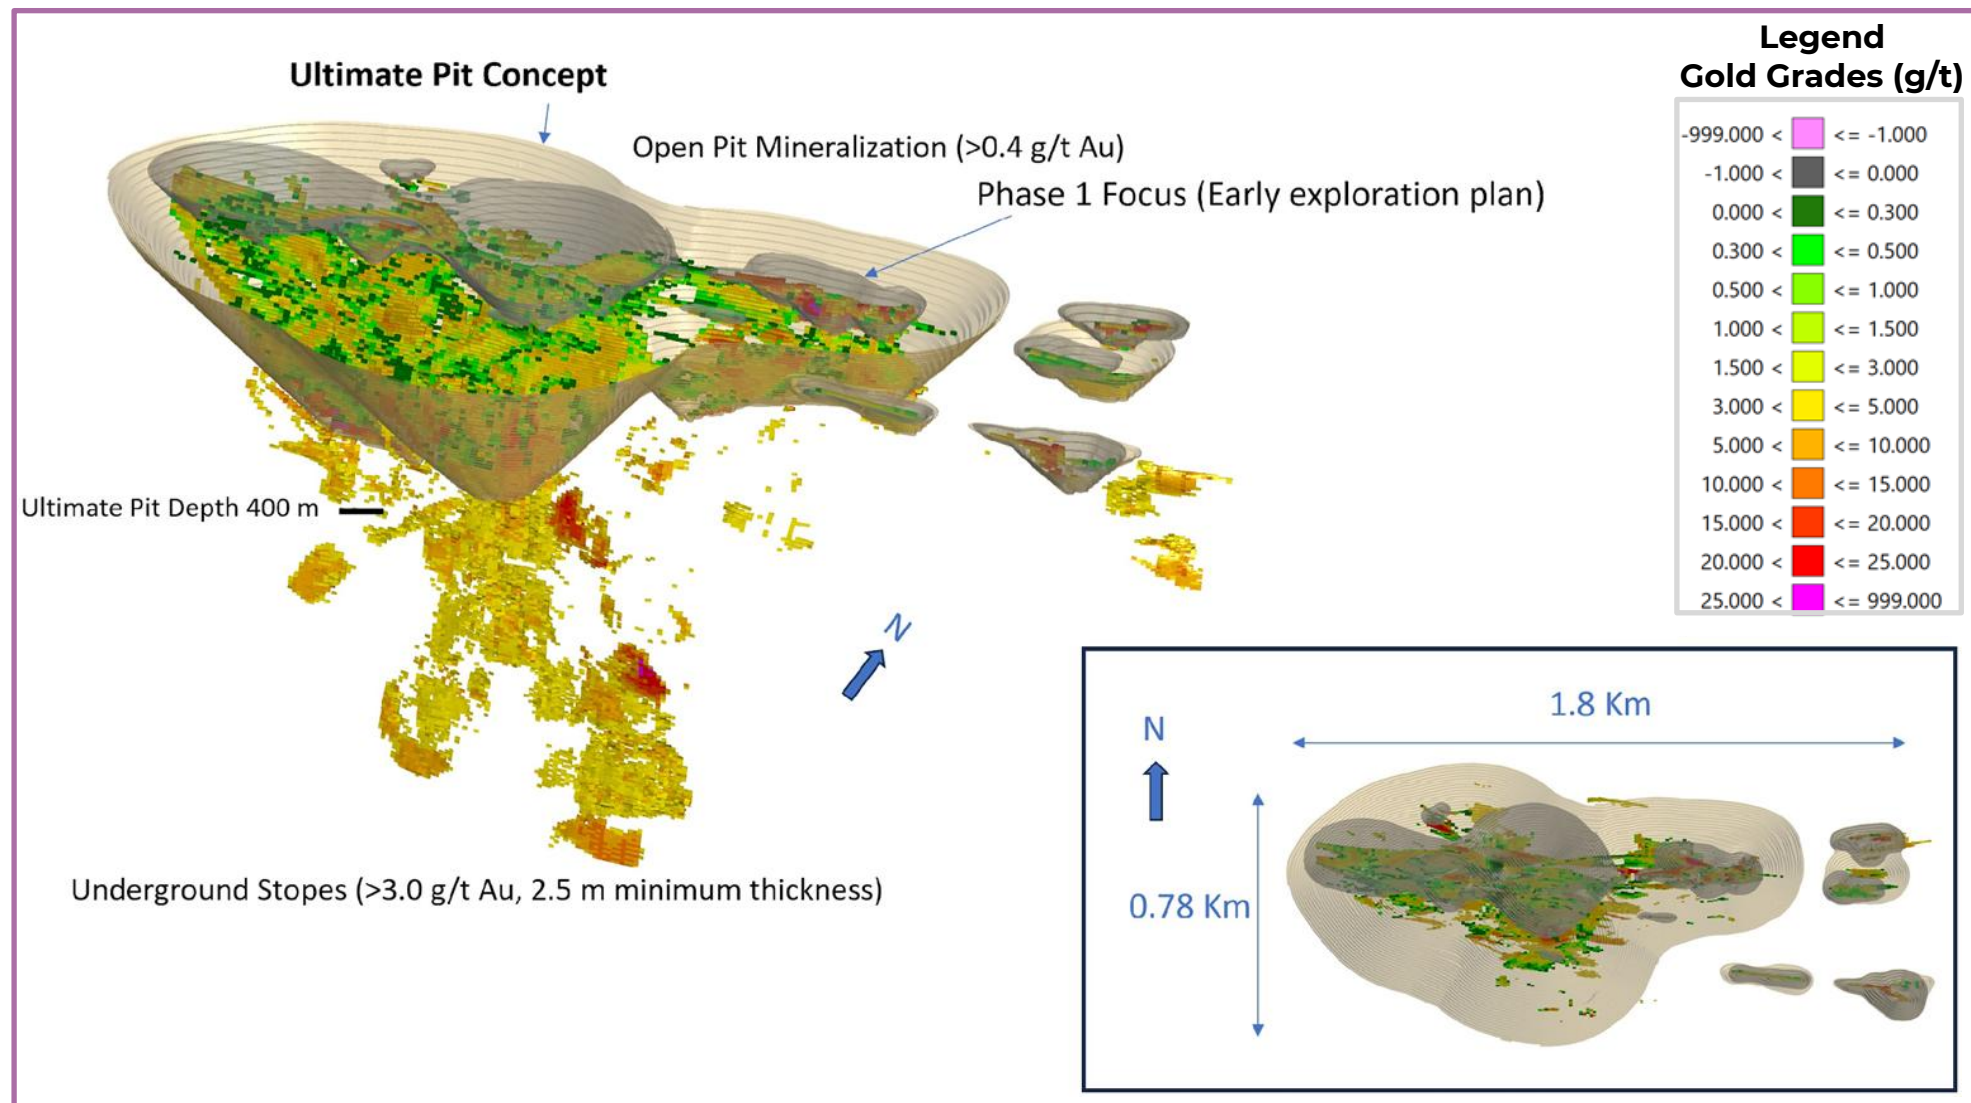 Legend
Gold Grades (g/t)
Ultimate Pit Concept
Open Pit Mineralization (>0.4 g/t Au)
Phase 1 Focus (Early exploration plan)
-999.000 < <= -1.000
-1.000 < <= 0.000
0.000 < <= 0.300
0.300 < <= 0.500
0.500 < <= 1.000
1.000 < <= 1.500
1.500 < <= 3.000
3.000 < <= 5.000
5.000 < <= 10.000
10.000 < <= 15.000
15.000 < <= 20.000
20.000 < <= 25.000
25.000 < <= 999.000
Ultimate Pit Depth 400 m
N
Underground Stopes (>3.0 g/t Au, 2.5 m minimum thickness)
1.8 Km
N
0.78 Km